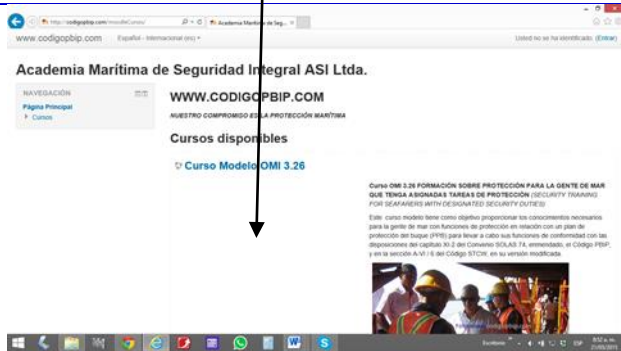 http://codigopbip.com/moodle/Cursos/
Academia Marítima de Seg...
www.codigopbip.com
Español - Internacional (es)
Usted no se ha identificado. (Entrar)
Academia Marítima de Seguridad Integral ASI Ltda.
NAVEGACIÓN
Página Principal
Cursos
WWW.CODIGOPBIP.COM
NUESTRO COMPROMISO ES LA PROTECCIÓN MARÍTIMA
Cursos disponibles
Curso Modelo OMI 3.26
Curso OMI 3.26 FORMACIÓN SOBRE PROTECCIÓN PARA LA GENTE DE MAR
QUE TENGA ASIGNADAS TAREAS DE PROTECCIÓN (SECURITY TRAINING
FOR SEAFARERS WITH DESIGNATED SECURITY DUTIES)
Este curso modelo tiene como objetivo proporcionar los conocimientos necesarios
para la gente de mar con funciones de protección en relación con un plan de
protección del buque (PPB) para llevar a cabo sus funciones de conformidad con las
disposiciones del capítulo XI-2 del Convenio SOLAS 74, enmendado, el Código PBIP,
y en la sección A-VI / 6 del Código STCW, en su versión modificada.
Escritorio
ESP
8:52 a. m.
21/03/2015